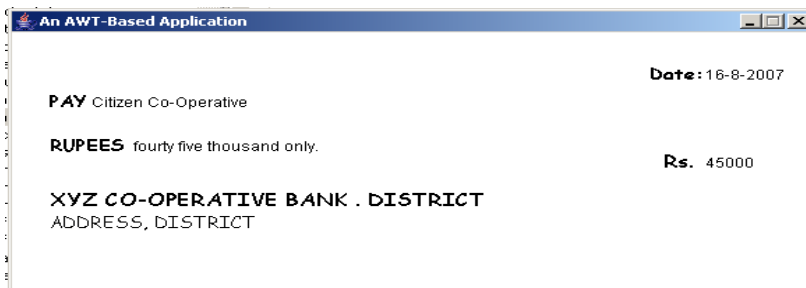 An AWT-Based Application
Date: 16-8-2007
PAY Citizen Co-Operative
RUPEES fourty five thousand only.
Rs. 45000
XYZ CO-OPERATIVE BANK . DISTRICT
ADDRESS, DISTRICT